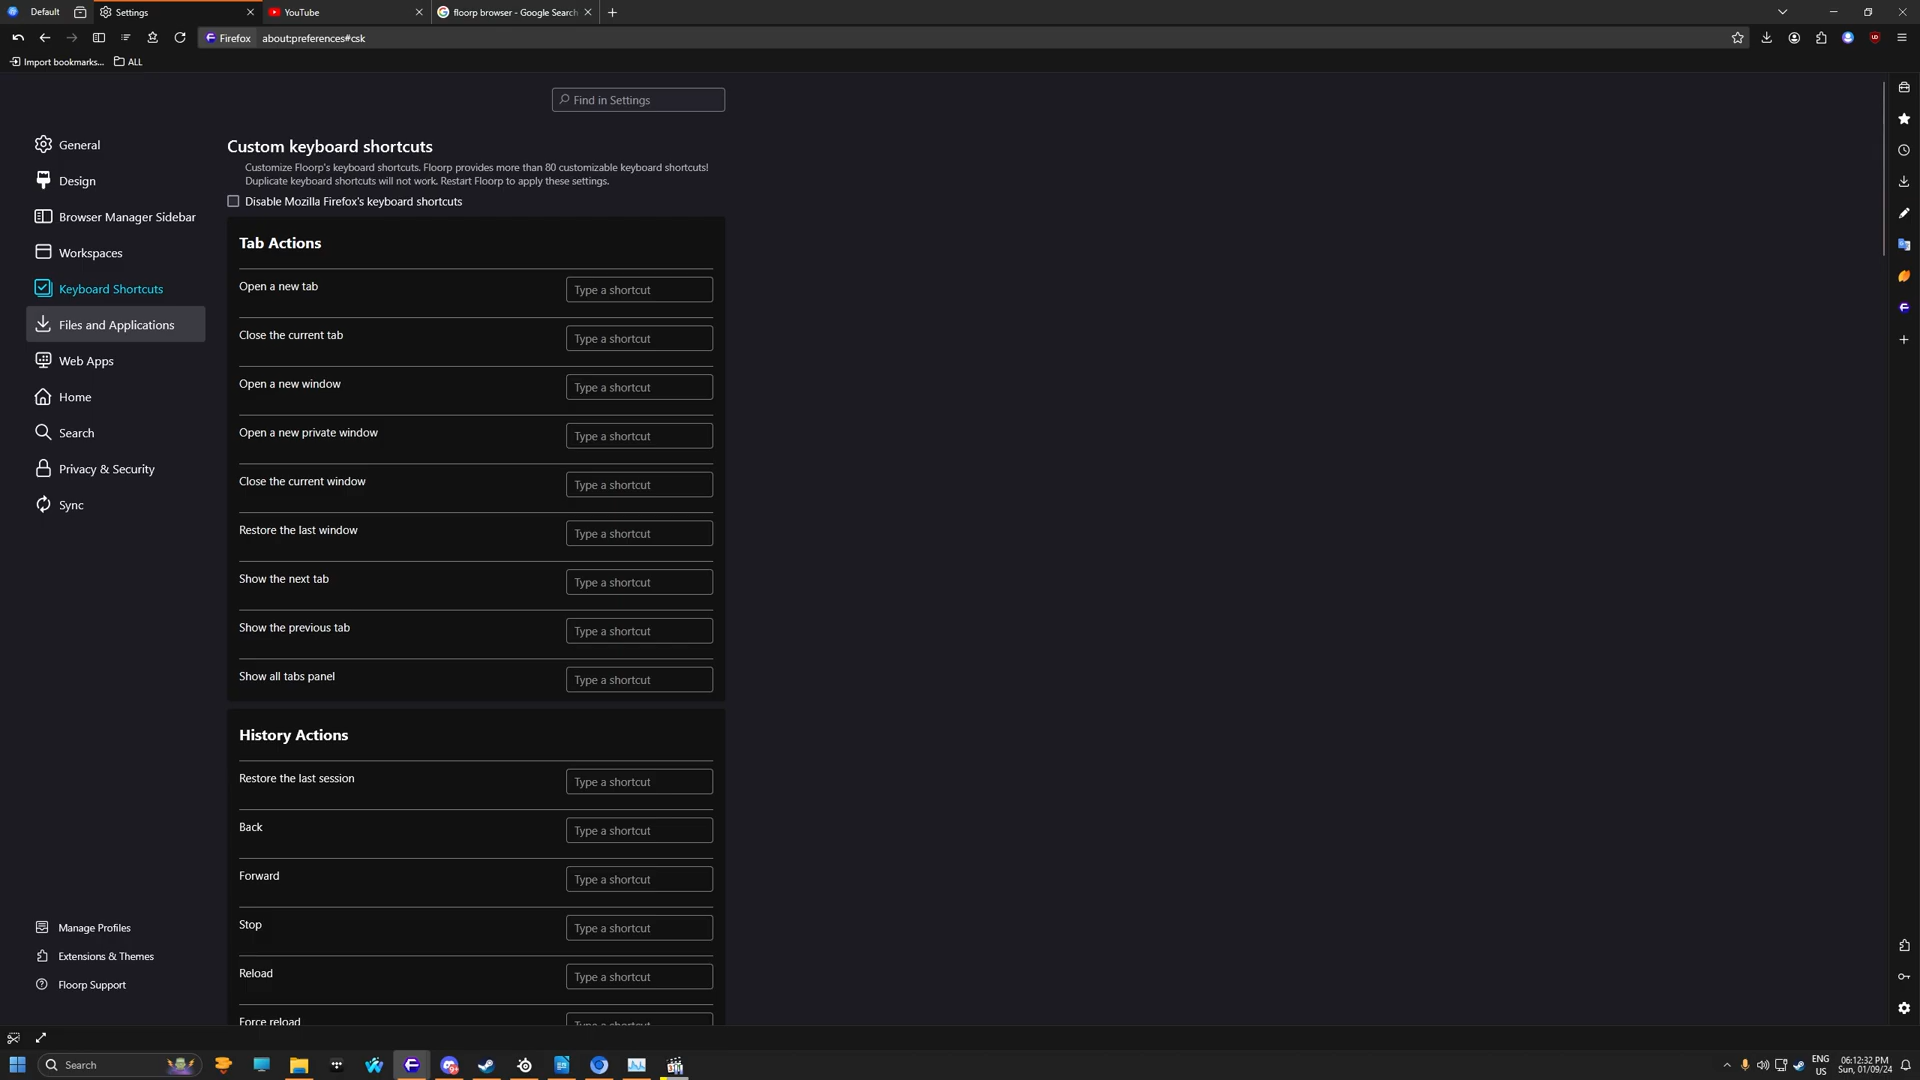 Default
Settings
YouTube
floorp browser - Google Search
Firefox
about:preferences#csk
Import bookmarks...
ALL
Find in Settings
General
Design
Browser Manager Sidebar
Workspaces
Keyboard Shortcuts
Files and Applications
Web Apps
Home
Search
Privacy & Security
Sync
Manage Profiles
Extensions & Themes
Floorp Support
Custom keyboard shortcuts
Customize Floorp's keyboard shortcuts. Floorp provides more than 80 customizable keyboard shortcuts!
Duplicate keyboard shortcuts will not work. Restart Floorp to apply these settings.
Disable Mozilla Firefox's keyboard shortcuts
Tab Actions
Open a new tab
Type a shortcut
Close the current tab
Type a shortcut
Open a new window
Type a shortcut
Open a new private window
Type a shortcut
Close the current window
Type a shortcut
Restore the last window
Type a shortcut
Show the next tab
Type a shortcut
Show the previous tab
Type a shortcut
Show all tabs panel
Type a shortcut
History Actions
Restore the last session
Type a shortcut
Back
Type a shortcut
Forward
Type a shortcut
Stop
Type a shortcut
Reload
Type a shortcut
Force reload
Type a shortcut
Search
ENG
US
06:12:32 PM
Sun, 01/09/24